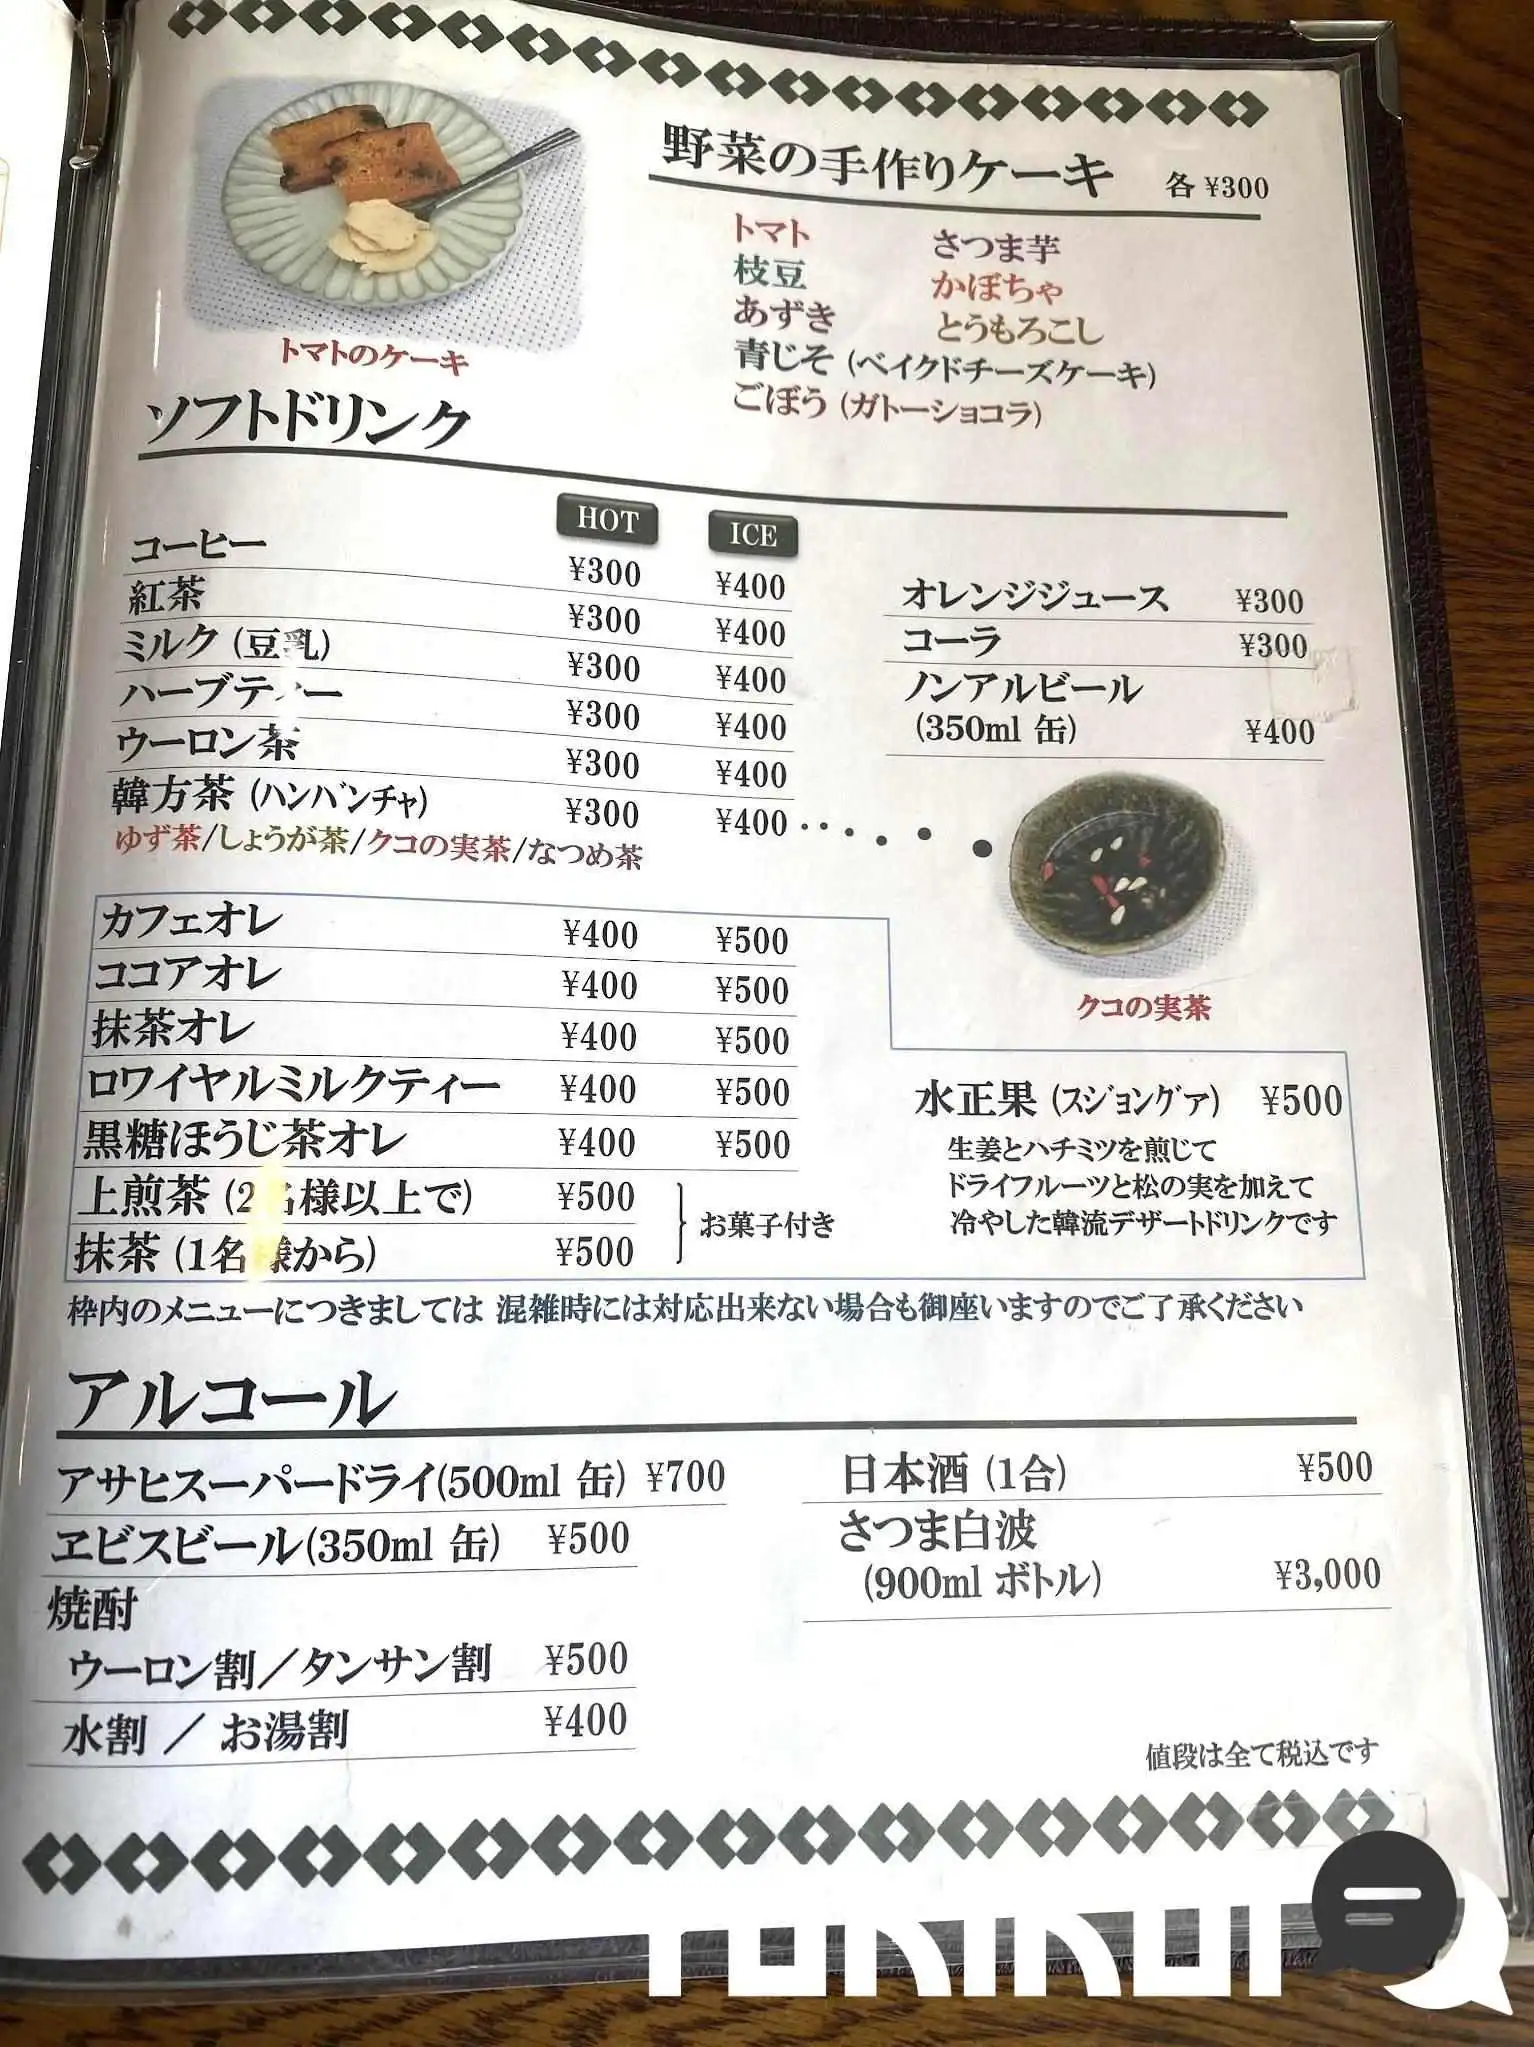 野菜の手作りケーキ 各 ¥300
トマト さつま芋
枝豆 かぼちゃ
あずき とうもろこし
青じそ (ベイクドチーズケーキ)
ごぼう (ガトーショコラ)
トマトのケーキ
ソフトドリンク
HOT ICE
コーヒー ¥300 ¥400
紅茶 ¥300 ¥400
ミルク (豆乳) ¥300 ¥400
ハーブティー ¥300 ¥400
ウーロン茶 ¥300 ¥400
韓方茶 (ハンバンチャ) ¥300 ¥400
ゆず茶/しょうが茶/クコの実茶/なつめ茶
オレンジジュース ¥300
コーラ ¥300
ノンアルビール
(350ml 缶) ¥400
クコの実茶
カフェオレ ¥400 ¥500
ココアオレ ¥400 ¥500
抹茶オレ ¥400 ¥500
ロワイヤルミルクティー ¥400 ¥500
黒糖ほうじ茶オレ ¥400 ¥500
上煎茶 (2名様以上で) ¥500
抹茶 (1名様から) ¥500
お菓子付き
水正果 (スジョングァ) ¥500
生姜とハチミツを煎じて
ドライフルーツと松の実を加えて
冷やした韓流デザートドリンクです
枠内のメニューにつきましては 混雑時には対応出来ない場合も御座いますのでご了承ください
アルコール
アサヒスーパードライ(500ml 缶) ¥700
ヱビスビール(350ml 缶) ¥500
焼酎
ウーロン割/タンサン割 ¥500
水割 / お湯割 ¥400
日本酒 (1合) ¥500
さつま白波
(900ml ボトル) ¥3,000
値段は全て税込です